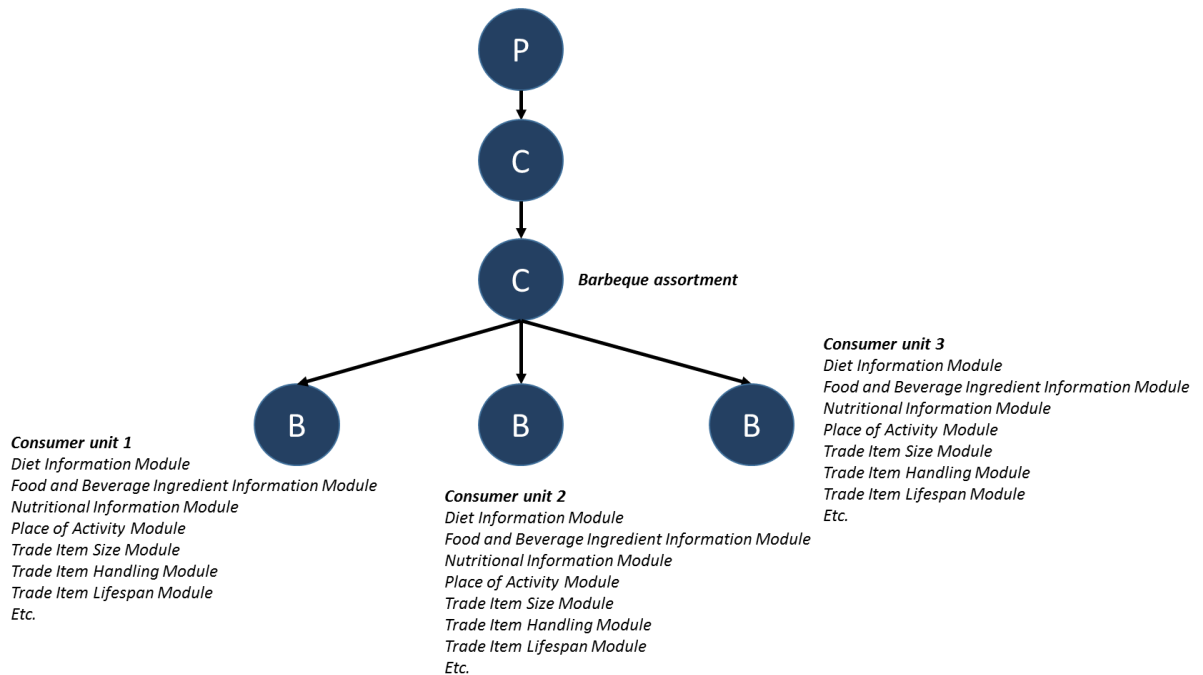 P
C
C
Barbeque assortment
B
B
B
Consumer unit 1
Diet Information Module
Food and Beverage Ingredient Information Module
Nutritional Information Module
Place of Activity Module
Trade Item Size Module
Trade Item Handling Module
Trade Item Lifespan Module
Etc.
Consumer unit 2
Diet Information Module
Food and Beverage Ingredient Information Module
Nutritional Information Module
Place of Activity Module
Trade Item Size Module
Trade Item Handling Module
Trade Item Lifespan Module
Etc.
Consumer unit 3
Diet Information Module
Food and Beverage Ingredient Information Module
Nutritional Information Module
Place of Activity Module
Trade Item Size Module
Trade Item Handling Module
Trade Item Lifespan Module
Etc.